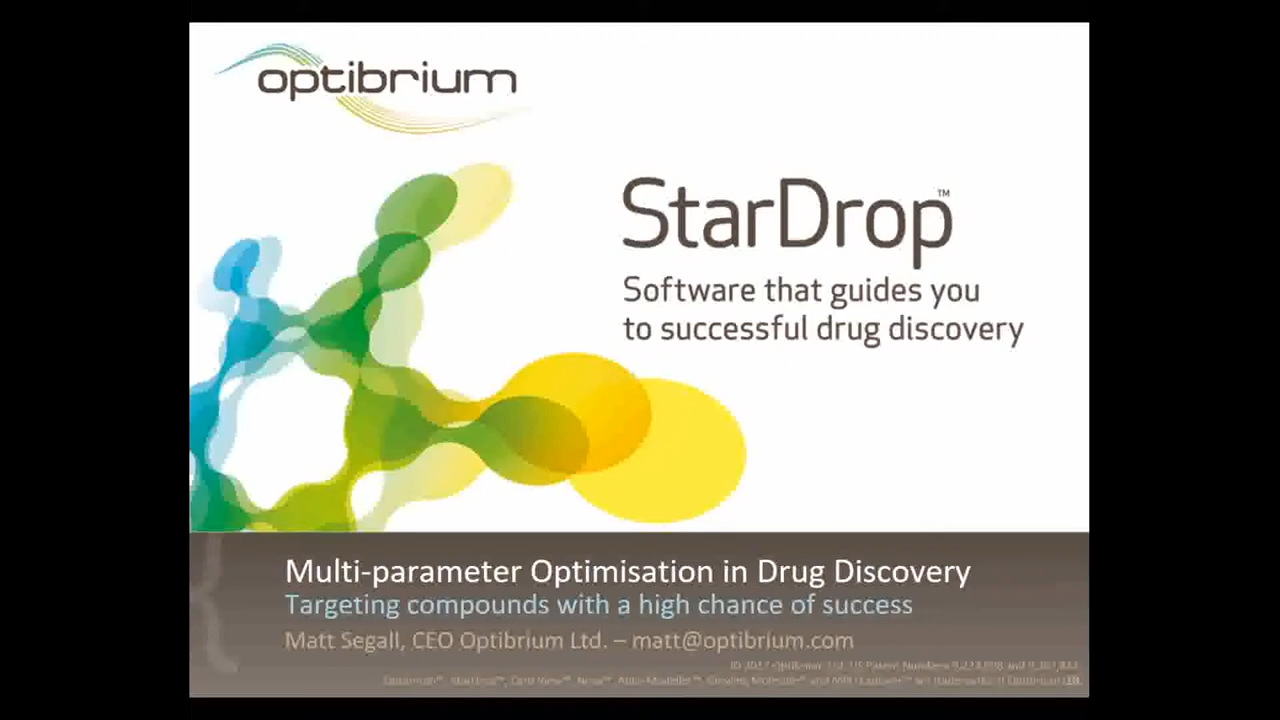 optibrium
StarDrop™
Software that guides you
to successful drug discovery
Multi-parameter Optimisation in Drug Discovery
Targeting compounds with a high chance of success
Matt Segall, CEO Optibrium Ltd. – matt@optibrium.com